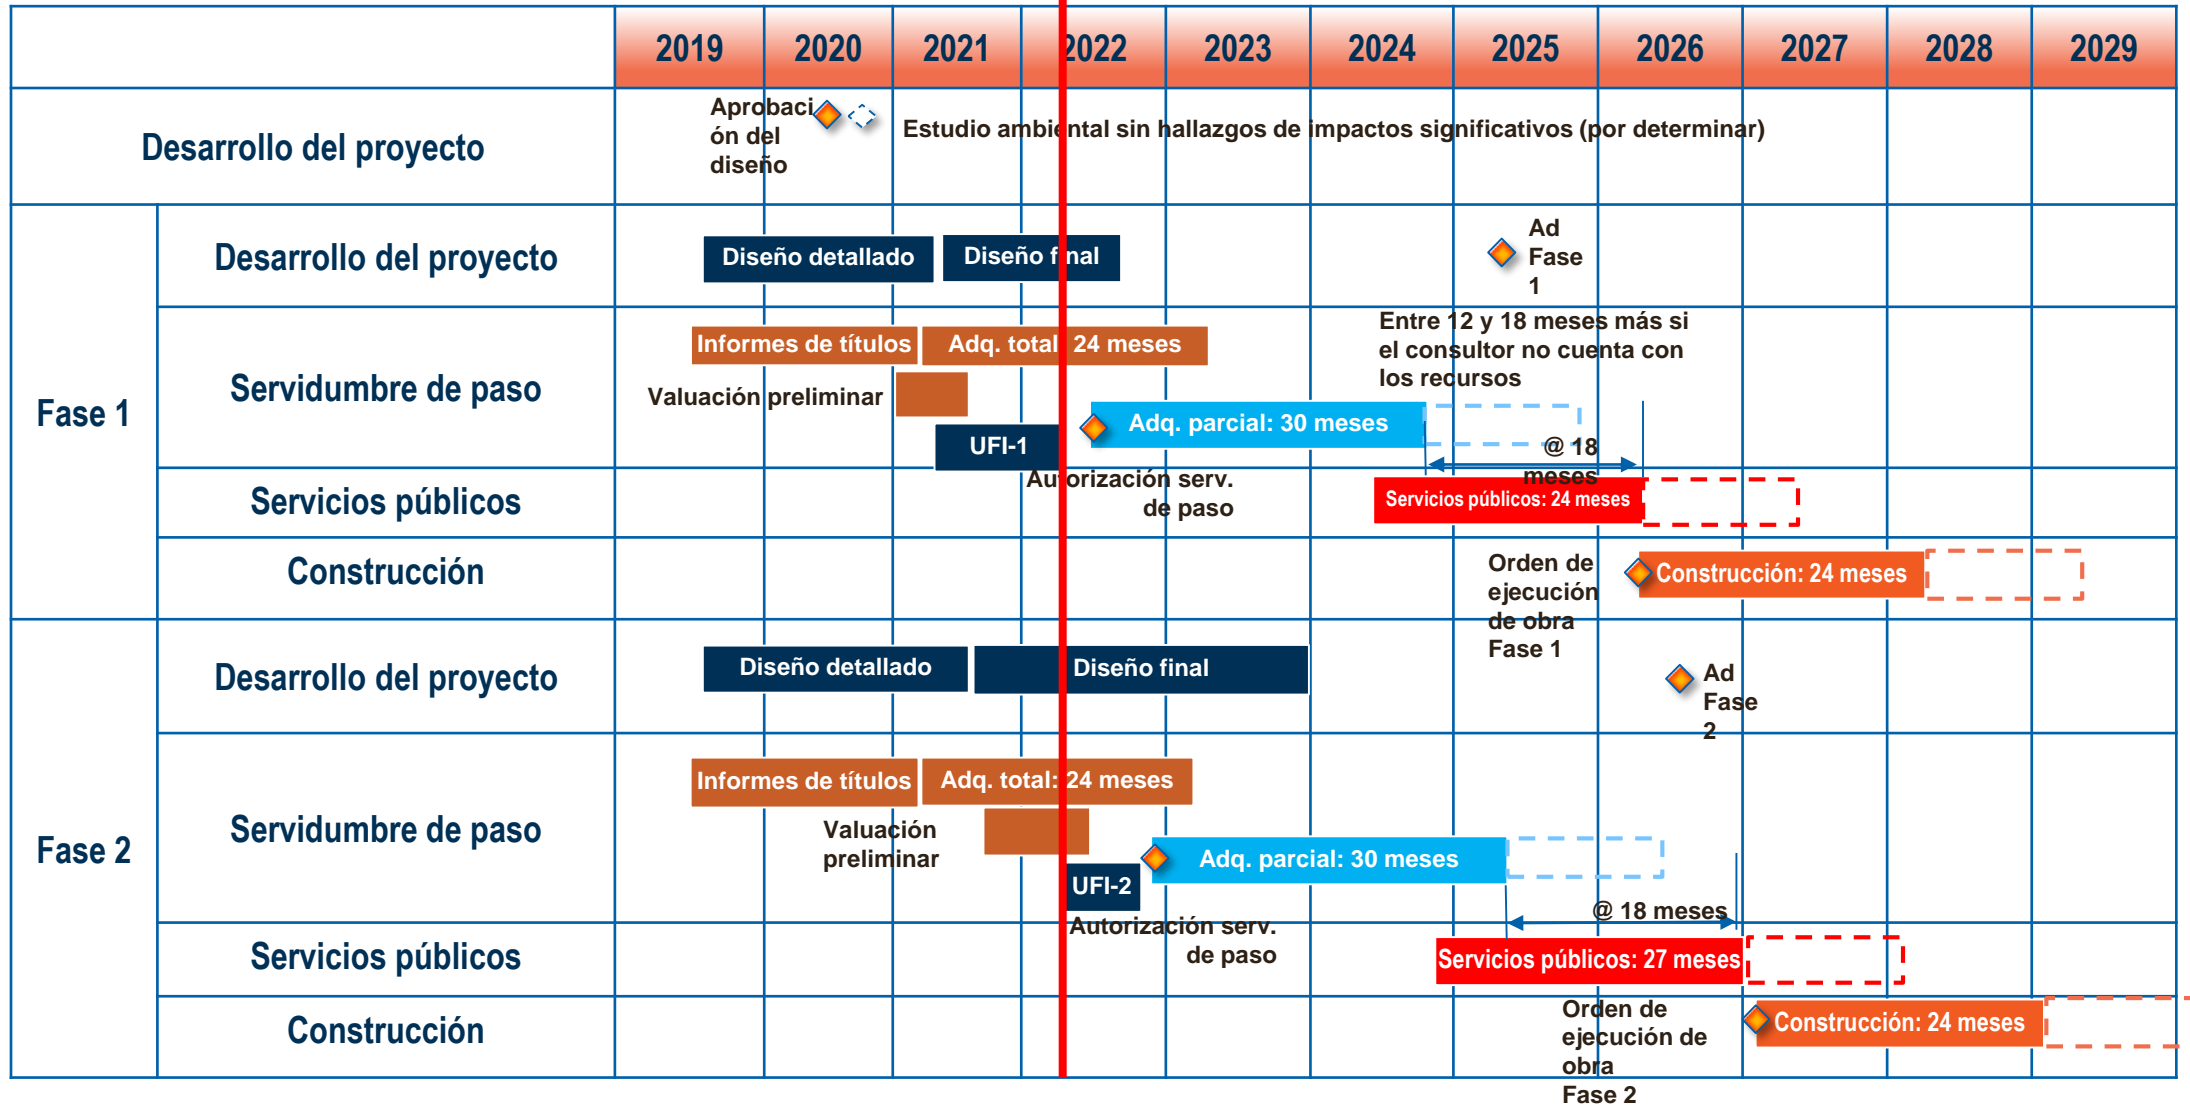 2019 2020 2021 2022 2023 2024 2025 2026 2027 2028 2029
Desarrollo del proyecto
Aprobaci
ón del
diseño
Estudio ambiental sin hallazgos de impactos significativos (por determinar)
Fase 1
Desarrollo del proyecto
Diseño detallado
Diseño final
Ad
Fase
1
Servidumbre de paso
Informes de títulos
Adq. total: 24 meses
Entre 12 y 18 meses más si
el consultor no cuenta con
los recursos
Valuación preliminar
Adq. parcial: 30 meses
UFI-1
@ 18
meses
Autorización serv.
de paso
Servicios públicos
Servicios públicos: 24 meses
Construcción
Orden de
ejecución
de obra
Fase 1
Construcción: 24 meses
Fase 2
Desarrollo del proyecto
Diseño detallado
Diseño final
Ad
Fase
2
Servidumbre de paso
Informes de títulos
Adq. total: 24 meses
Valuación
preliminar
Adq. parcial: 30 meses
UFI-2
@ 18 meses
Autorización serv.
de paso
Servicios públicos
Servicios públicos: 27 meses
Construcción
Orden de
ejecución de
obra
Fase 2
Construcción: 24 meses